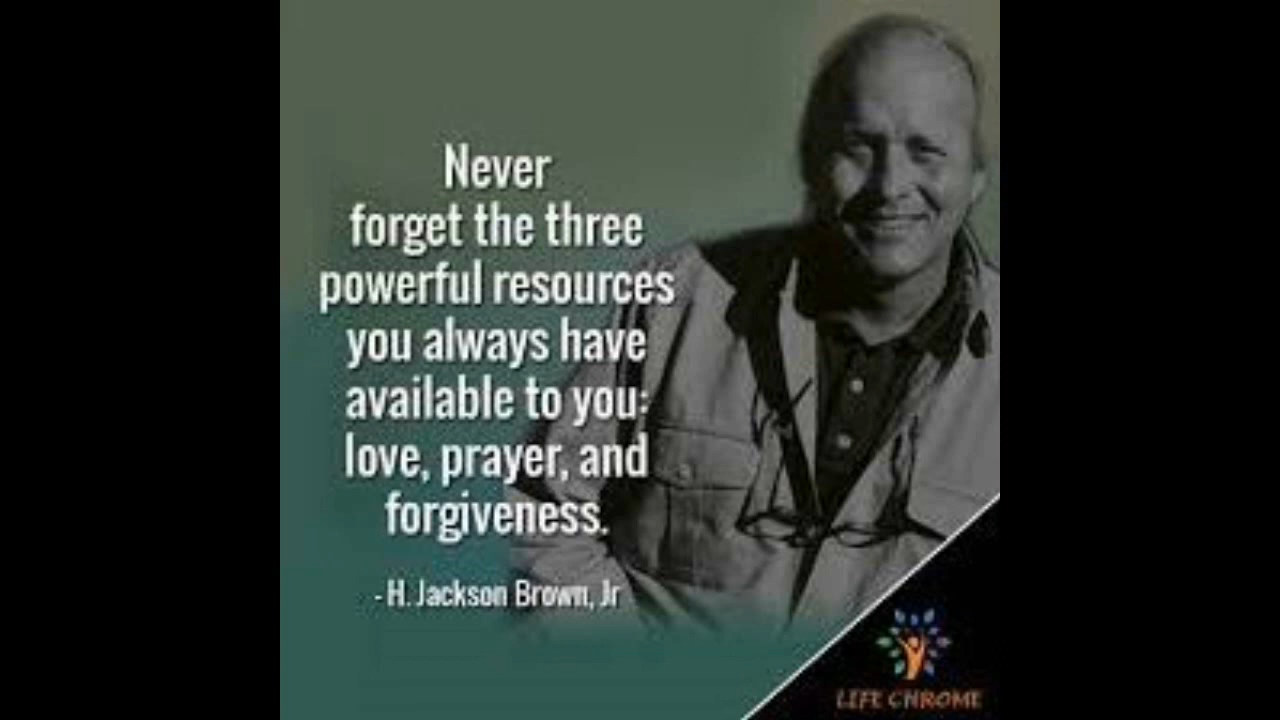 Never
forget the three
powerful resources
you always have
available to you:
love, prayer, and
forgiveness.
- H. Jackson Brown, Jr
LIFE CHROME